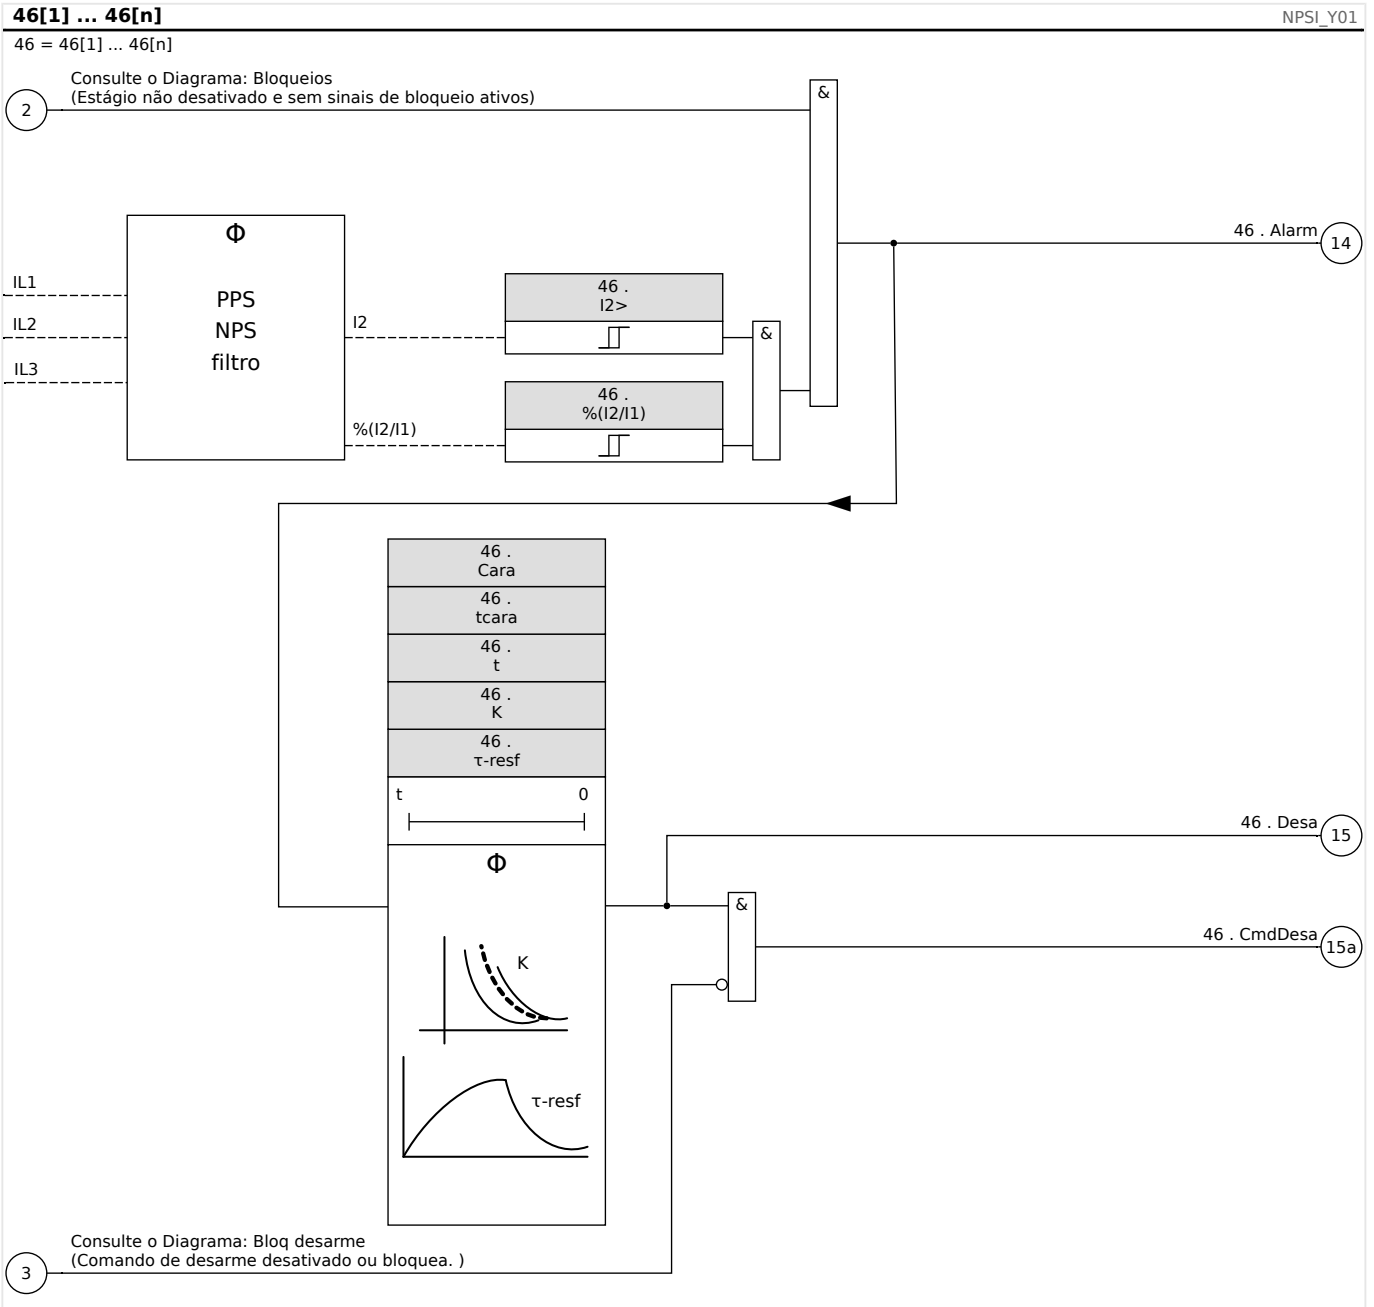 46[1] ... 46[n]
NPSI_Y01
46 = 46[1] ... 46[n]
Consulte o Diagrama: Bloqueios
(Estágio não desativado e sem sinais de bloqueio ativos)
2
&
Φ
PPS
NPS
filtro
IL1
IL2
IL3
I2
%(I2/I1)
46 .
I2>
46 .
%(I2/I1)
&
46 . Alarm
14
46 .
Cara
46 .
tcara
46 .
t
46 .
K
46 .
τ-resf
t
0
Φ
K
τ-resf
46 . Desa
15
&
46 . CmdDesa
15a
Consulte o Diagrama: Bloq desarme
(Comando de desarme desativado ou bloquea. )
3